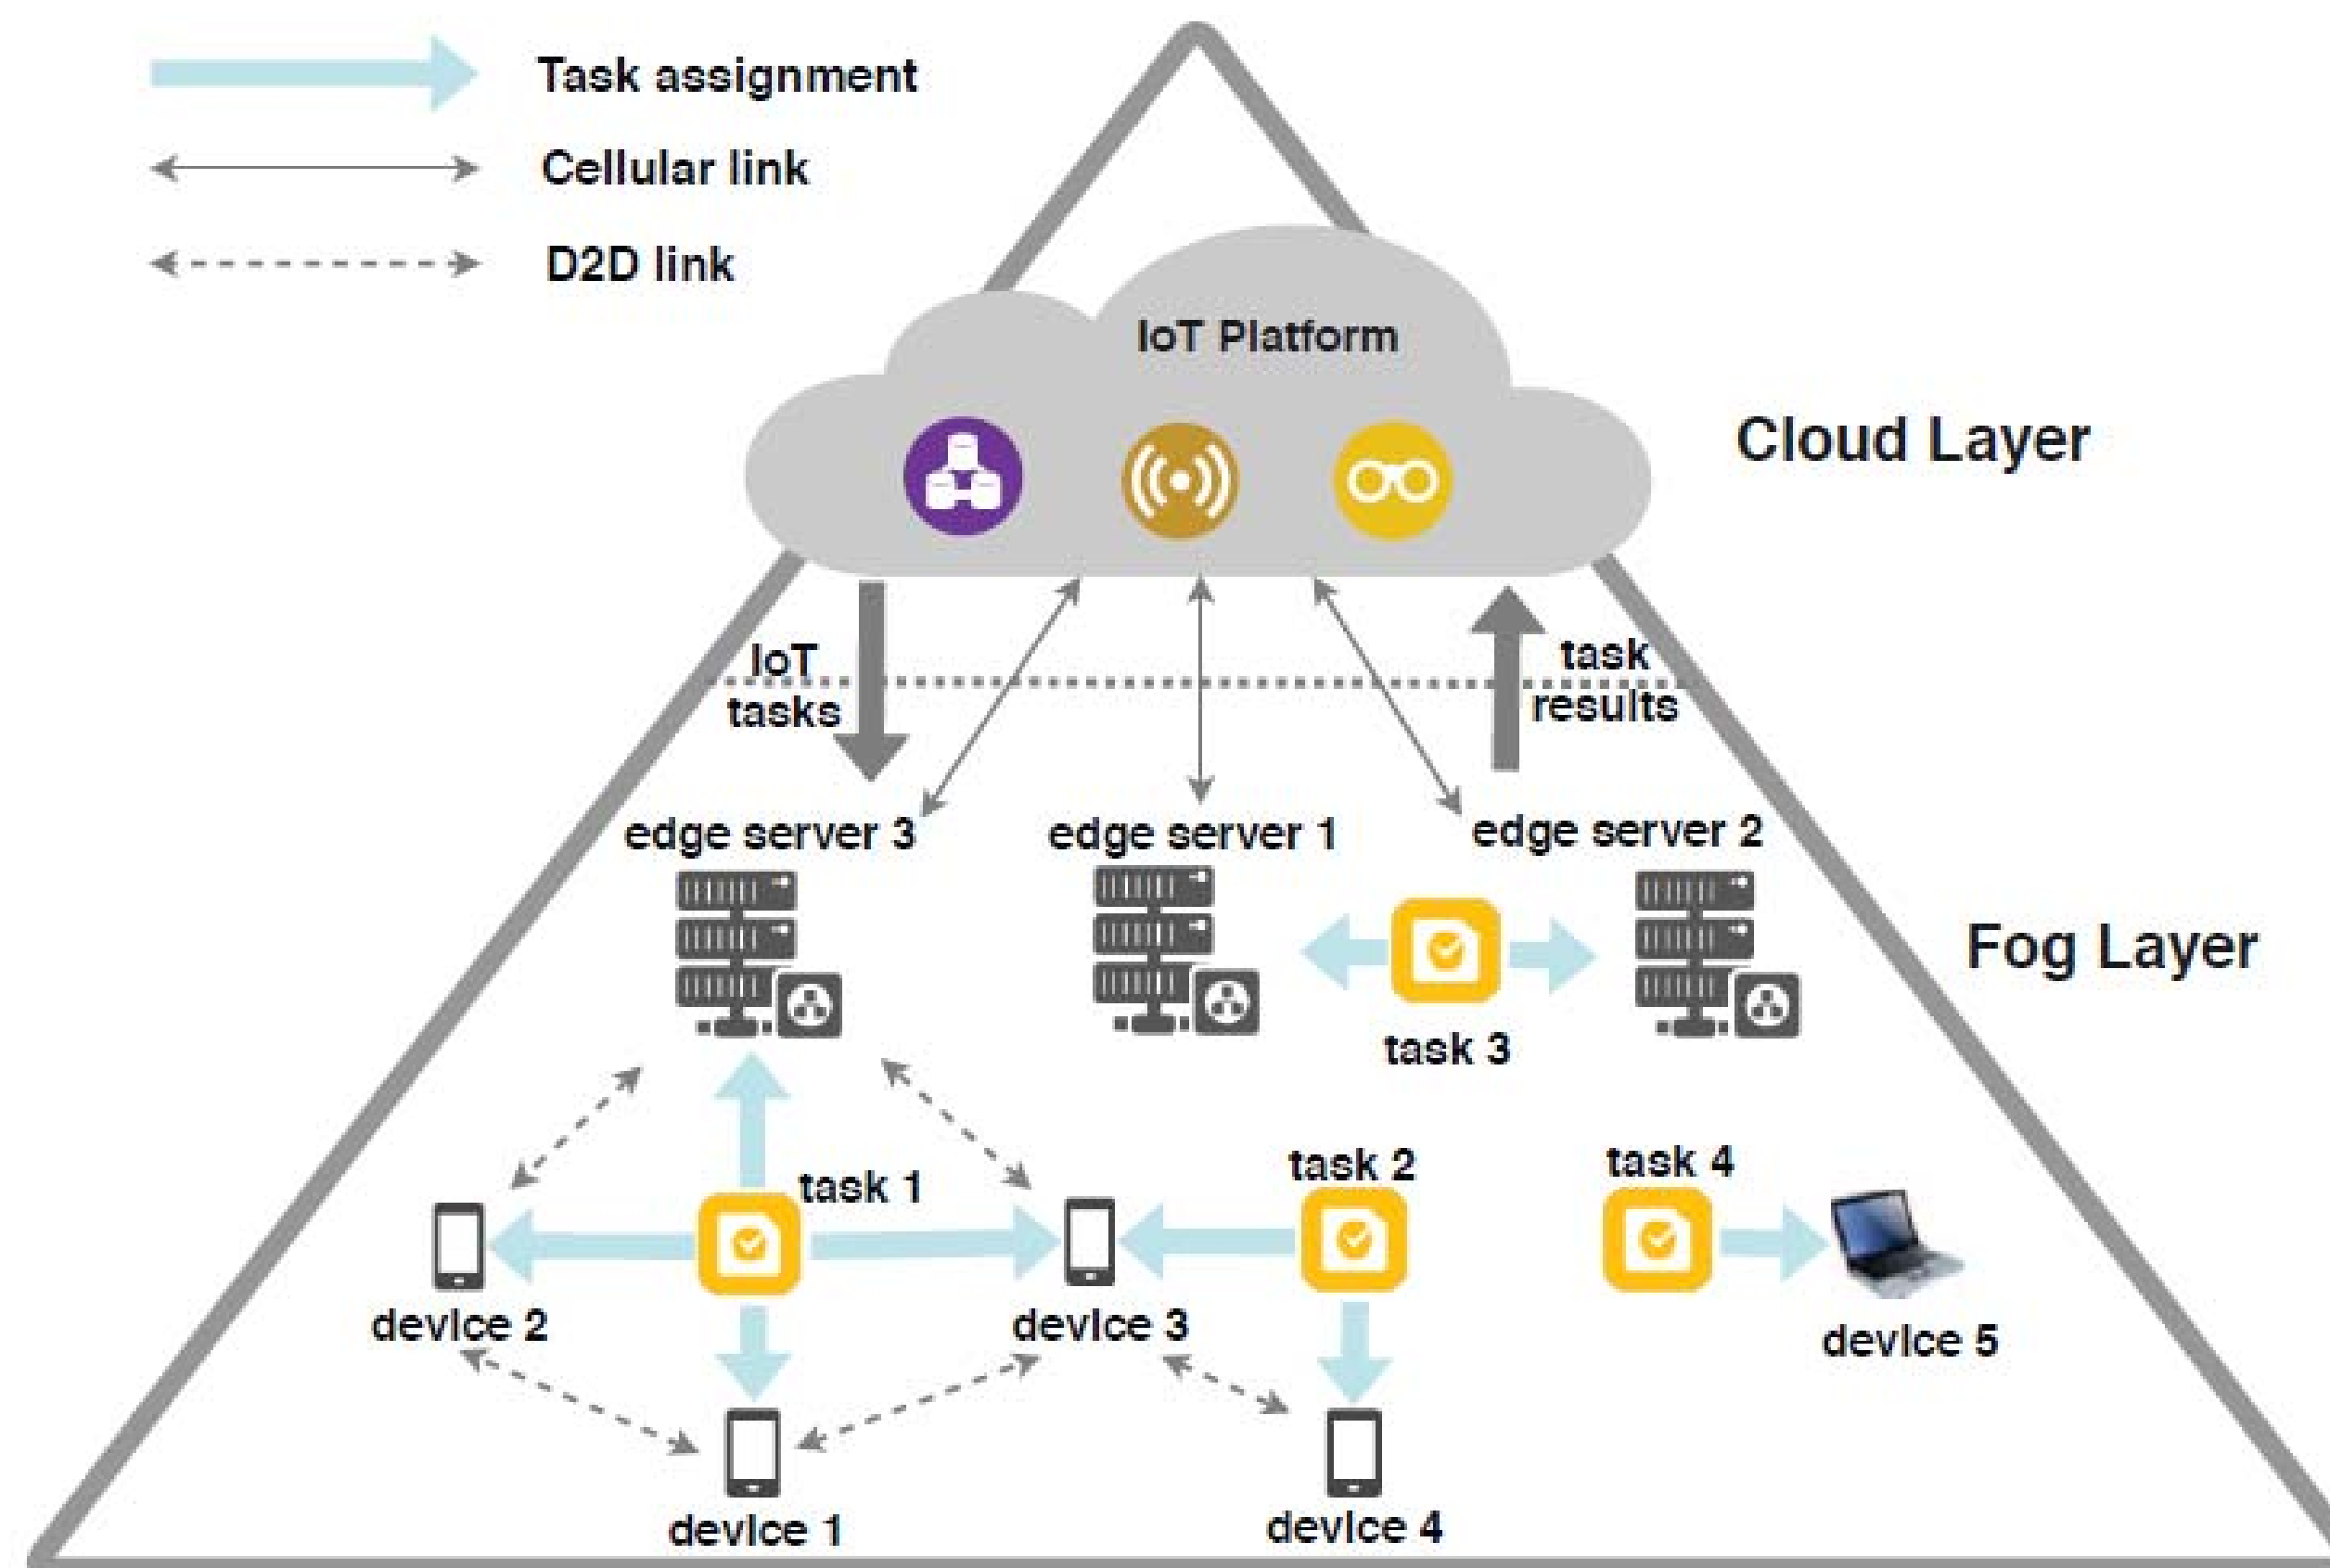 Task assignment
Cellular link
D2D link
IoT Platform
Cloud Layer
IoT
tasks
task
results
edge server 3
edge server 1
edge server 2
Fog Layer
task 3
task 1
task 2
task 4
device 2
device 3
device 5
device 1
device 4